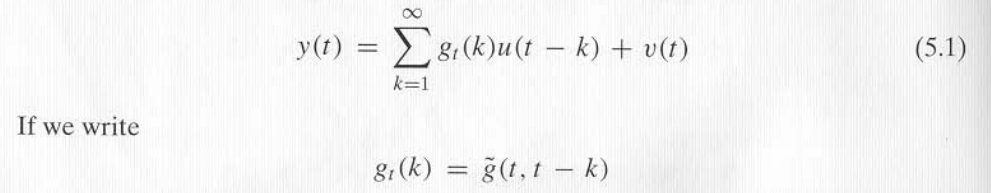 y(t) = ∑_{k=1}^{∞} g_t(k)u(t − k) + v(t) (5.1)
If we write
g_t(k) = g̃(t, t − k)